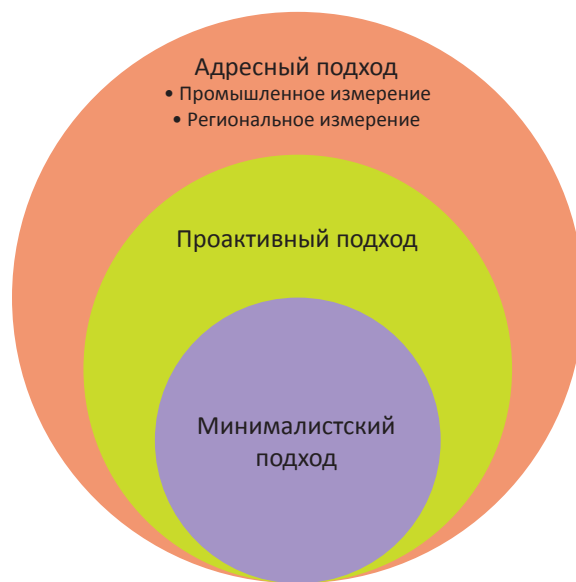 Адресный подход
• Промышленное измерение
• Региональное измерение
Проактивный подход
Минималистский
подход